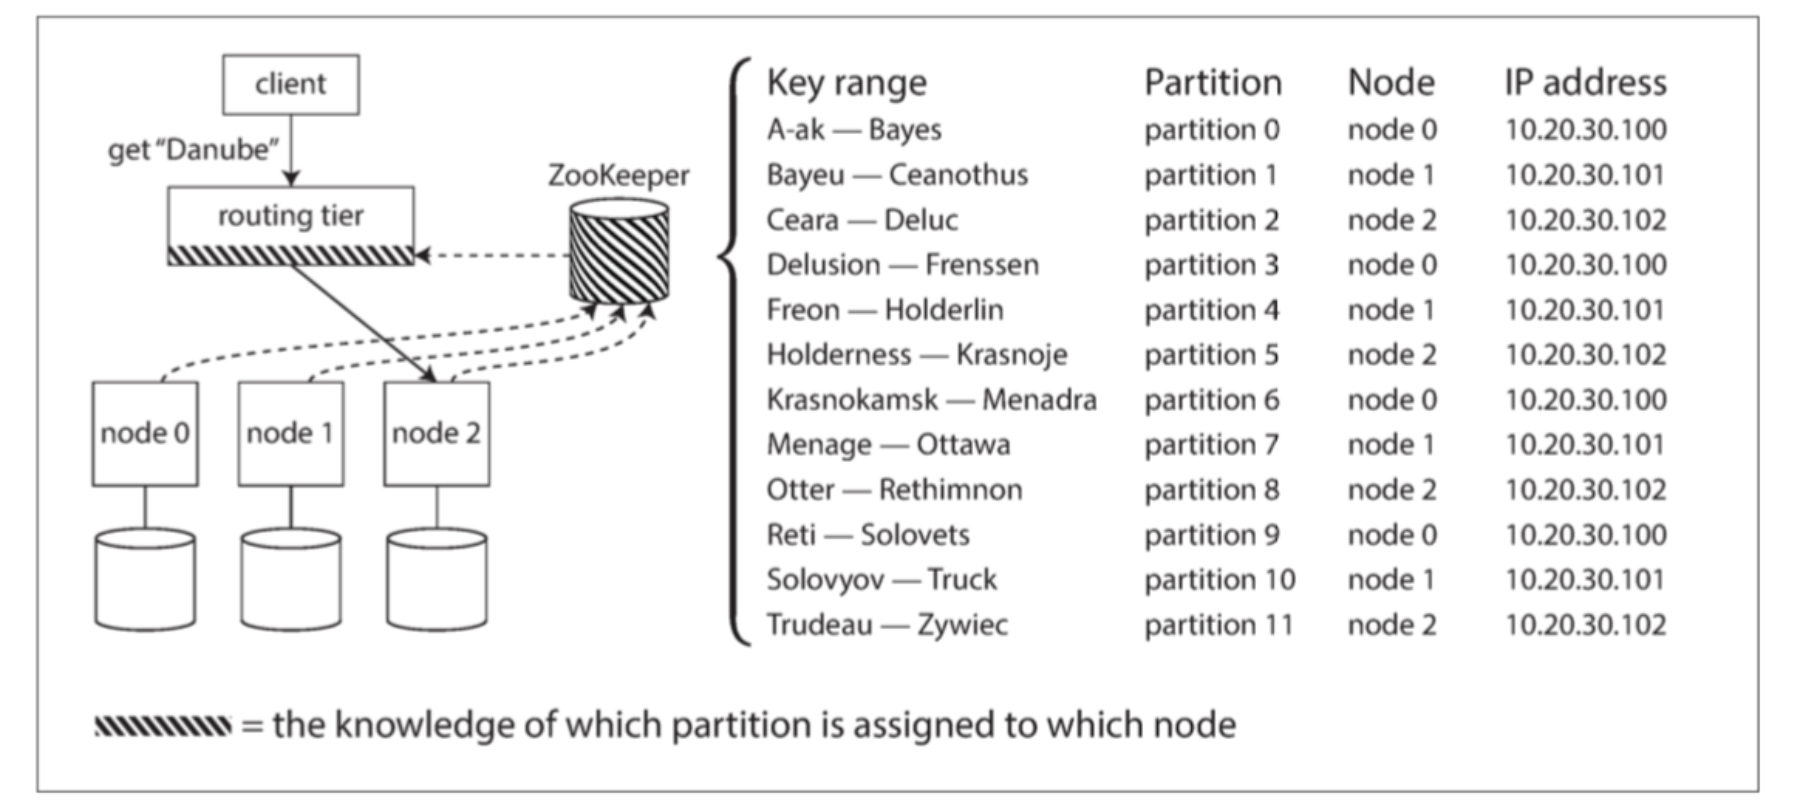 client
get “Danube”
routing tier
ZooKeeper
node 0
node 1
node 2
Key range Partition Node IP address
A-ak — Bayes partition 0 node 0 10.20.30.100
Bayeu — Ceanothus partition 1 node 1 10.20.30.101
Ceara — Deluc partition 2 node 2 10.20.30.102
Delusion — Frenssen partition 3 node 0 10.20.30.100
Freon — Holderlin partition 4 node 1 10.20.30.101
Holderness — Krasnoje partition 5 node 2 10.20.30.102
Krasnokamsk — Menadra partition 6 node 0 10.20.30.100
Menage — Ottawa partition 7 node 1 10.20.30.101
Otter — Rethimnon partition 8 node 2 10.20.30.102
Reti — Solovets partition 9 node 0 10.20.30.100
Solovyov — Truck partition 10 node 1 10.20.30.101
Trudeau — Zywiec partition 11 node 2 10.20.30.102
= the knowledge of which partition is assigned to which node